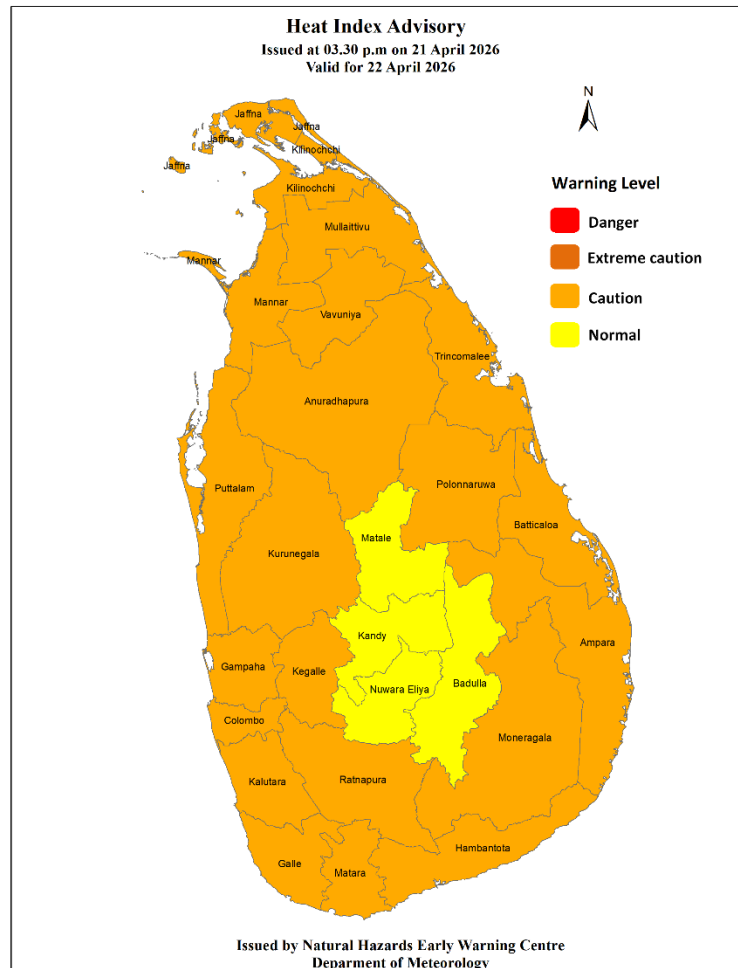 Heat Index Advisory
Issued at 03.30 p.m on 21 April 2026
Valid for 22 April 2026
N
Warning Level
Danger
Extreme caution
Caution
Normal
Jaffna
Jaffna
Jaffna
Kilinochchi
Jaffna
Kilinochchi
Mullaittivu
Mannar
Mannar
Vavuniya
Trincomalee
Anuradhapura
Polonnaruwa
Puttalam
Batticaloa
Matale
Kurunegala
Kandy
Ampara
Gampaha
Kegalle
Nuwara Eliya
Badulla
Colombo
Moneragala
Kalutara
Ratnapura
Hambantota
Galle
Matara
Issued by Natural Hazards Early Warning Centre
Deparment of Meteorology